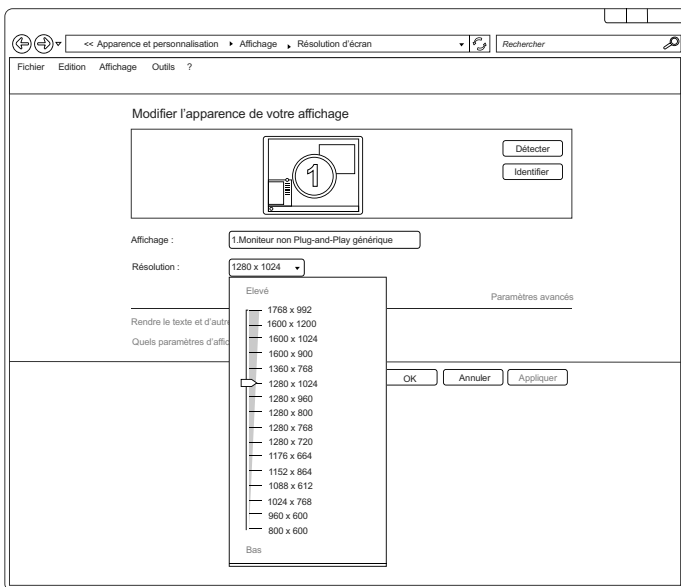 << Apparence et personnalisation Affichage Résolution d'écran Rechercher
Fichier Edition Affichage Outils ?
Modifier l'apparence de votre affichage
1
Détecter
Identifier
Affichage : 1.Moniteur non Plug-and-Play générique
Résolution : 1280 x 1024
Elevé
Paramètres avancés
1768 x 992
Rendre le texte et d'autre
1600 x 1200
1600 x 1024
Quels paramètres d'affic
1600 x 900
1360 x 768
1280 x 1024
OK Annuler Appliquer
1280 x 960
1280 x 800
1280 x 768
1280 x 720
1176 x 664
1152 x 864
1088 x 612
1024 x 768
960 x 600
800 x 600
Bas